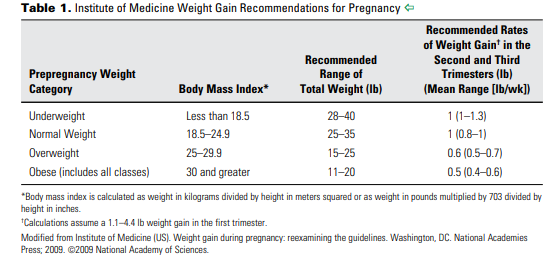 Table 1. Institute of Medicine Weight Gain Recommendations for Pregnancy ⇦
Recommended Rates
of Weight Gain† in the
Recommended Second and Third
Prepregnancy Weight Range of Trimesters (lb)
Category Body Mass Index* Total Weight (lb) (Mean Range [lb/wk])
Underweight Less than 18.5 28–40 1 (1–1.3)
Normal Weight 18.5–24.9 25–35 1 (0.8–1)
Overweight 25–29.9 15–25 0.6 (0.5–0.7)
Obese (includes all classes) 30 and greater 11–20 0.5 (0.4–0.6)
*Body mass index is calculated as weight in kilograms divided by height in meters squared or as weight in pounds multiplied by 703 divided by
height in inches.
†Calculations assume a 1.1–4.4 lb weight gain in the first trimester.
Modified from Institute of Medicine (US). Weight gain during pregnancy: reexamining the guidelines. Washington, DC. National Academies
Press; 2009. ©2009 National Academy of Sciences.